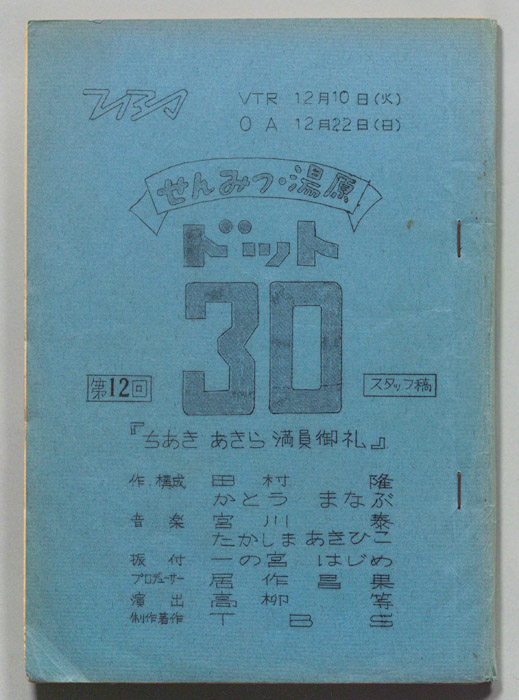 TBS
VTR 12月10日(火)
OA 12月22日(日)
せんみつ・湯原
ドット
30
第12回
スタッフ稿
『ちあき あきら 満員御礼』
作、構成 田村 隆
かとう まなぶ
音楽 宮川 泰
たかしま あきひこ
振付 一の宮 はじめ
プロデューサー 居作昌果
演出 高柳 等
制作著作 TBS